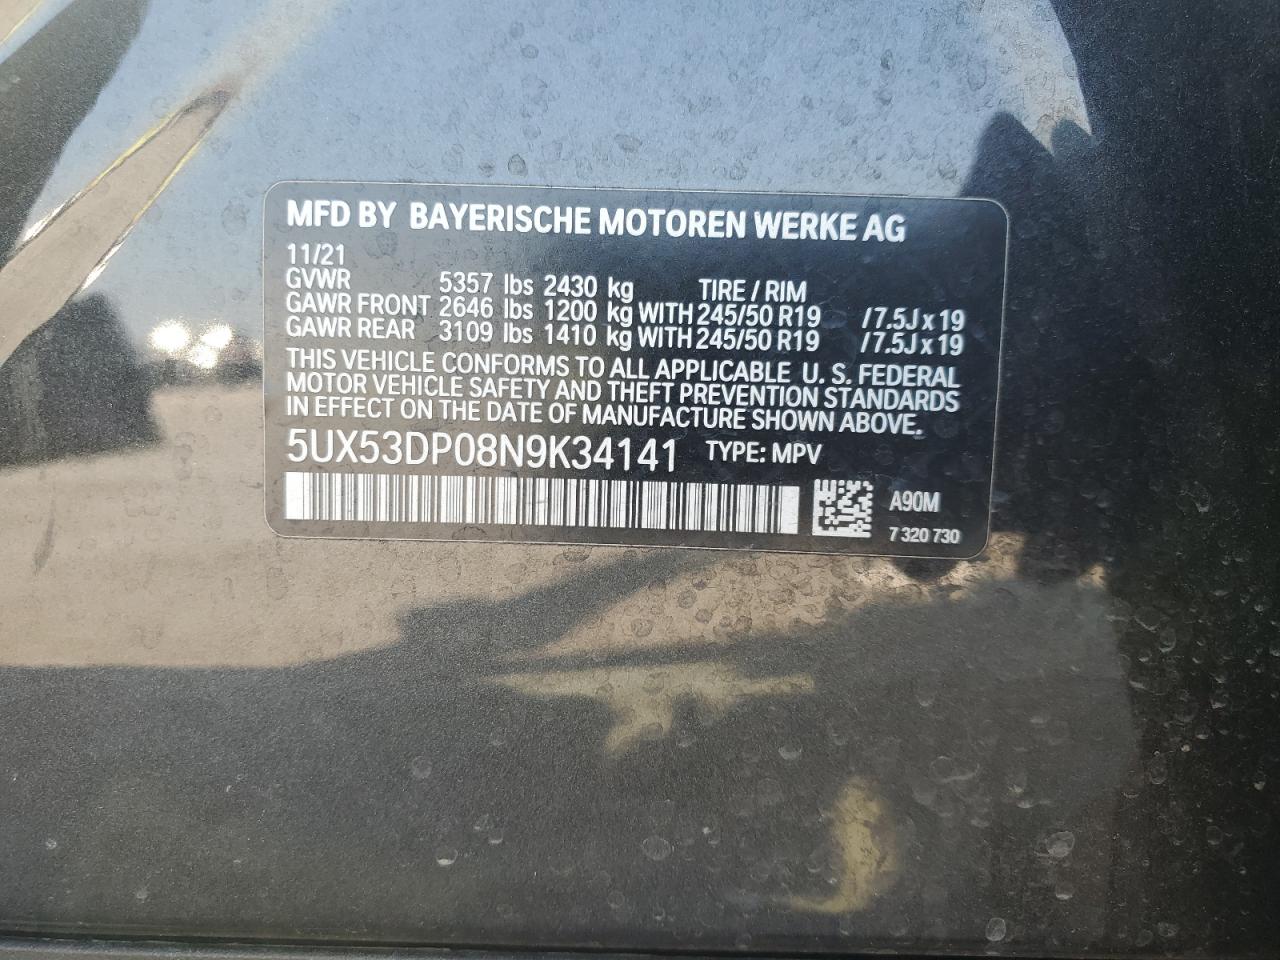 MFD BY BAYERISCHE MOTOREN WERKE AG
11/21
GVWR 5357 lbs 2430 kg TIRE / RIM
GAWR FRONT 2646 lbs 1200 kg WITH 245/50 R19 / 7.5J x 19
GAWR REAR 3109 lbs 1410 kg WITH 245/50 R19 / 7.5J x 19
THIS VEHICLE CONFORMS TO ALL APPLICABLE U. S. FEDERAL
MOTOR VEHICLE SAFETY AND THEFT PREVENTION STANDARDS
IN EFFECT ON THE DATE OF MANUFACTURE SHOWN ABOVE.
5UX53DP08N9K34141 TYPE: MPV
A90M
7 320 730